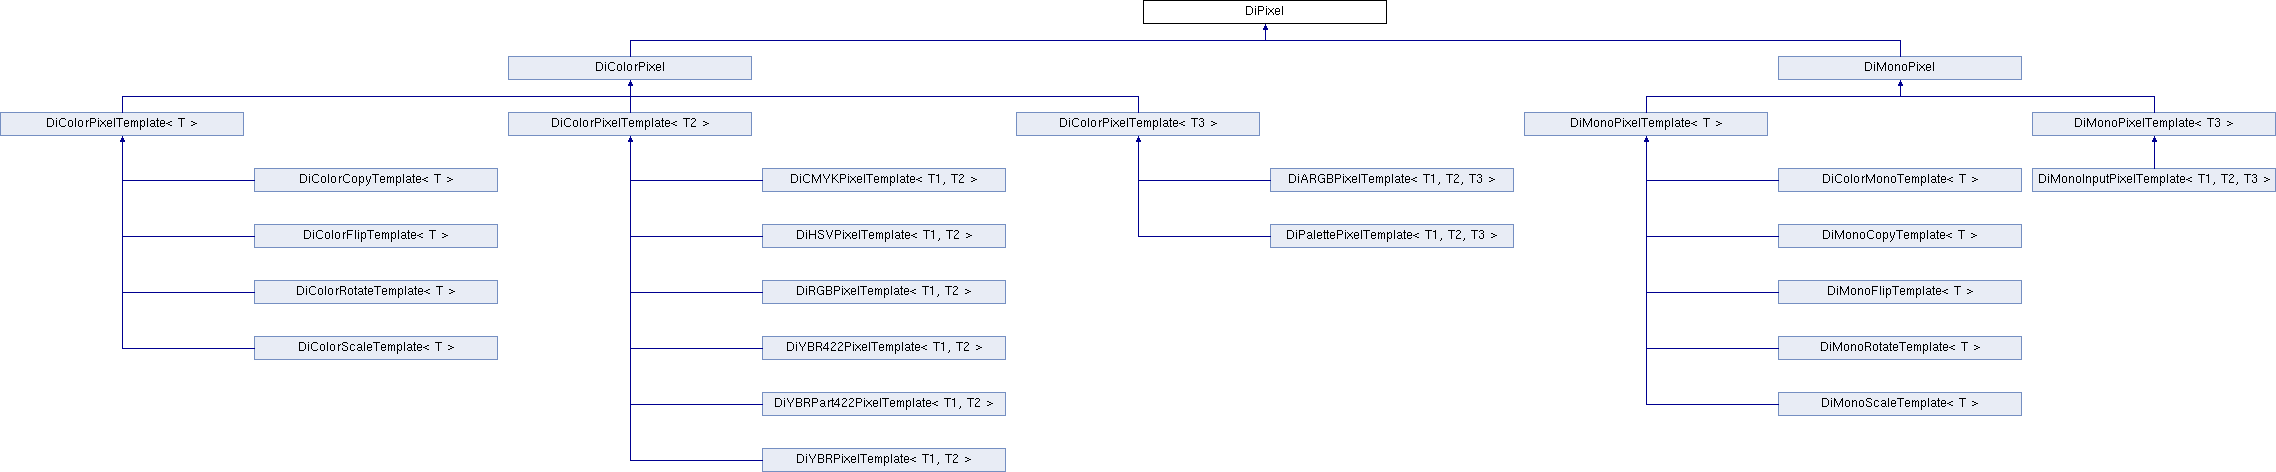 DiPixel
DiColorPixel
DiMonoPixel
DiColorPixelTemplate< T >
DiColorPixelTemplate< T2 >
DiColorPixelTemplate< T3 >
DiMonoPixelTemplate< T >
DiMonoPixelTemplate< T3 >
DiColorCopyTemplate< T >
DiCMYKPixelTemplate< T1, T2 >
DiARGBPixelTemplate< T1, T2, T3 >
DiColorMonoTemplate< T >
DiMonoInputPixelTemplate< T1, T2, T3 >
DiColorFlipTemplate< T >
DiHSVPixelTemplate< T1, T2 >
DiPalettePixelTemplate< T1, T2, T3 >
DiMonoCopyTemplate< T >
DiColorRotateTemplate< T >
DiRGBPixelTemplate< T1, T2 >
DiMonoFlipTemplate< T >
DiColorScaleTemplate< T >
DiYBR422PixelTemplate< T1, T2 >
DiMonoRotateTemplate< T >
DiYBRPart422PixelTemplate< T1, T2 >
DiMonoScaleTemplate< T >
DiYBRPixelTemplate< T1, T2 >